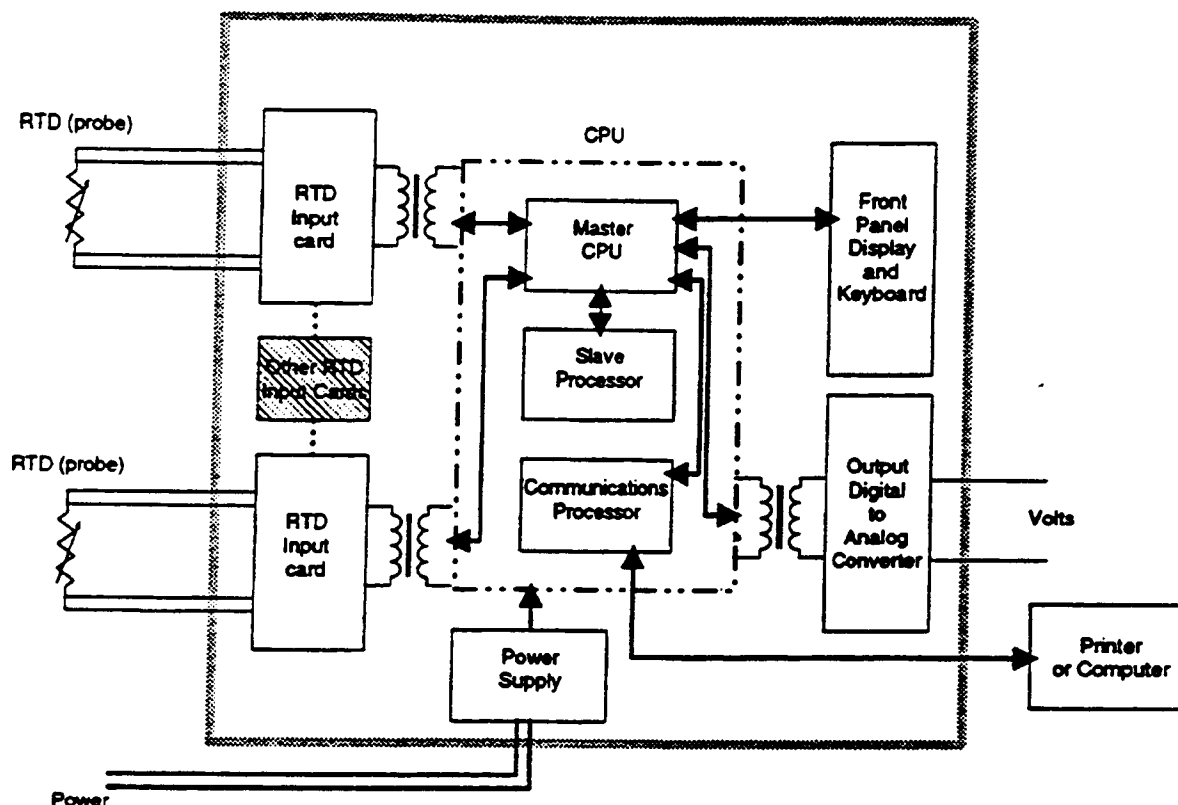 CPU
RTD (probe)
RTD
Input
card
Master
CPU
Front
Panel
Display
and
Keyboard
Slave
Processor
Other RTD
Input Cards
RTD (probe)
RTD
Input
card
Communications
Processor
Output
Digital
to
Analog
Converter
Volts
Power
Supply
Printer
or Computer
Power